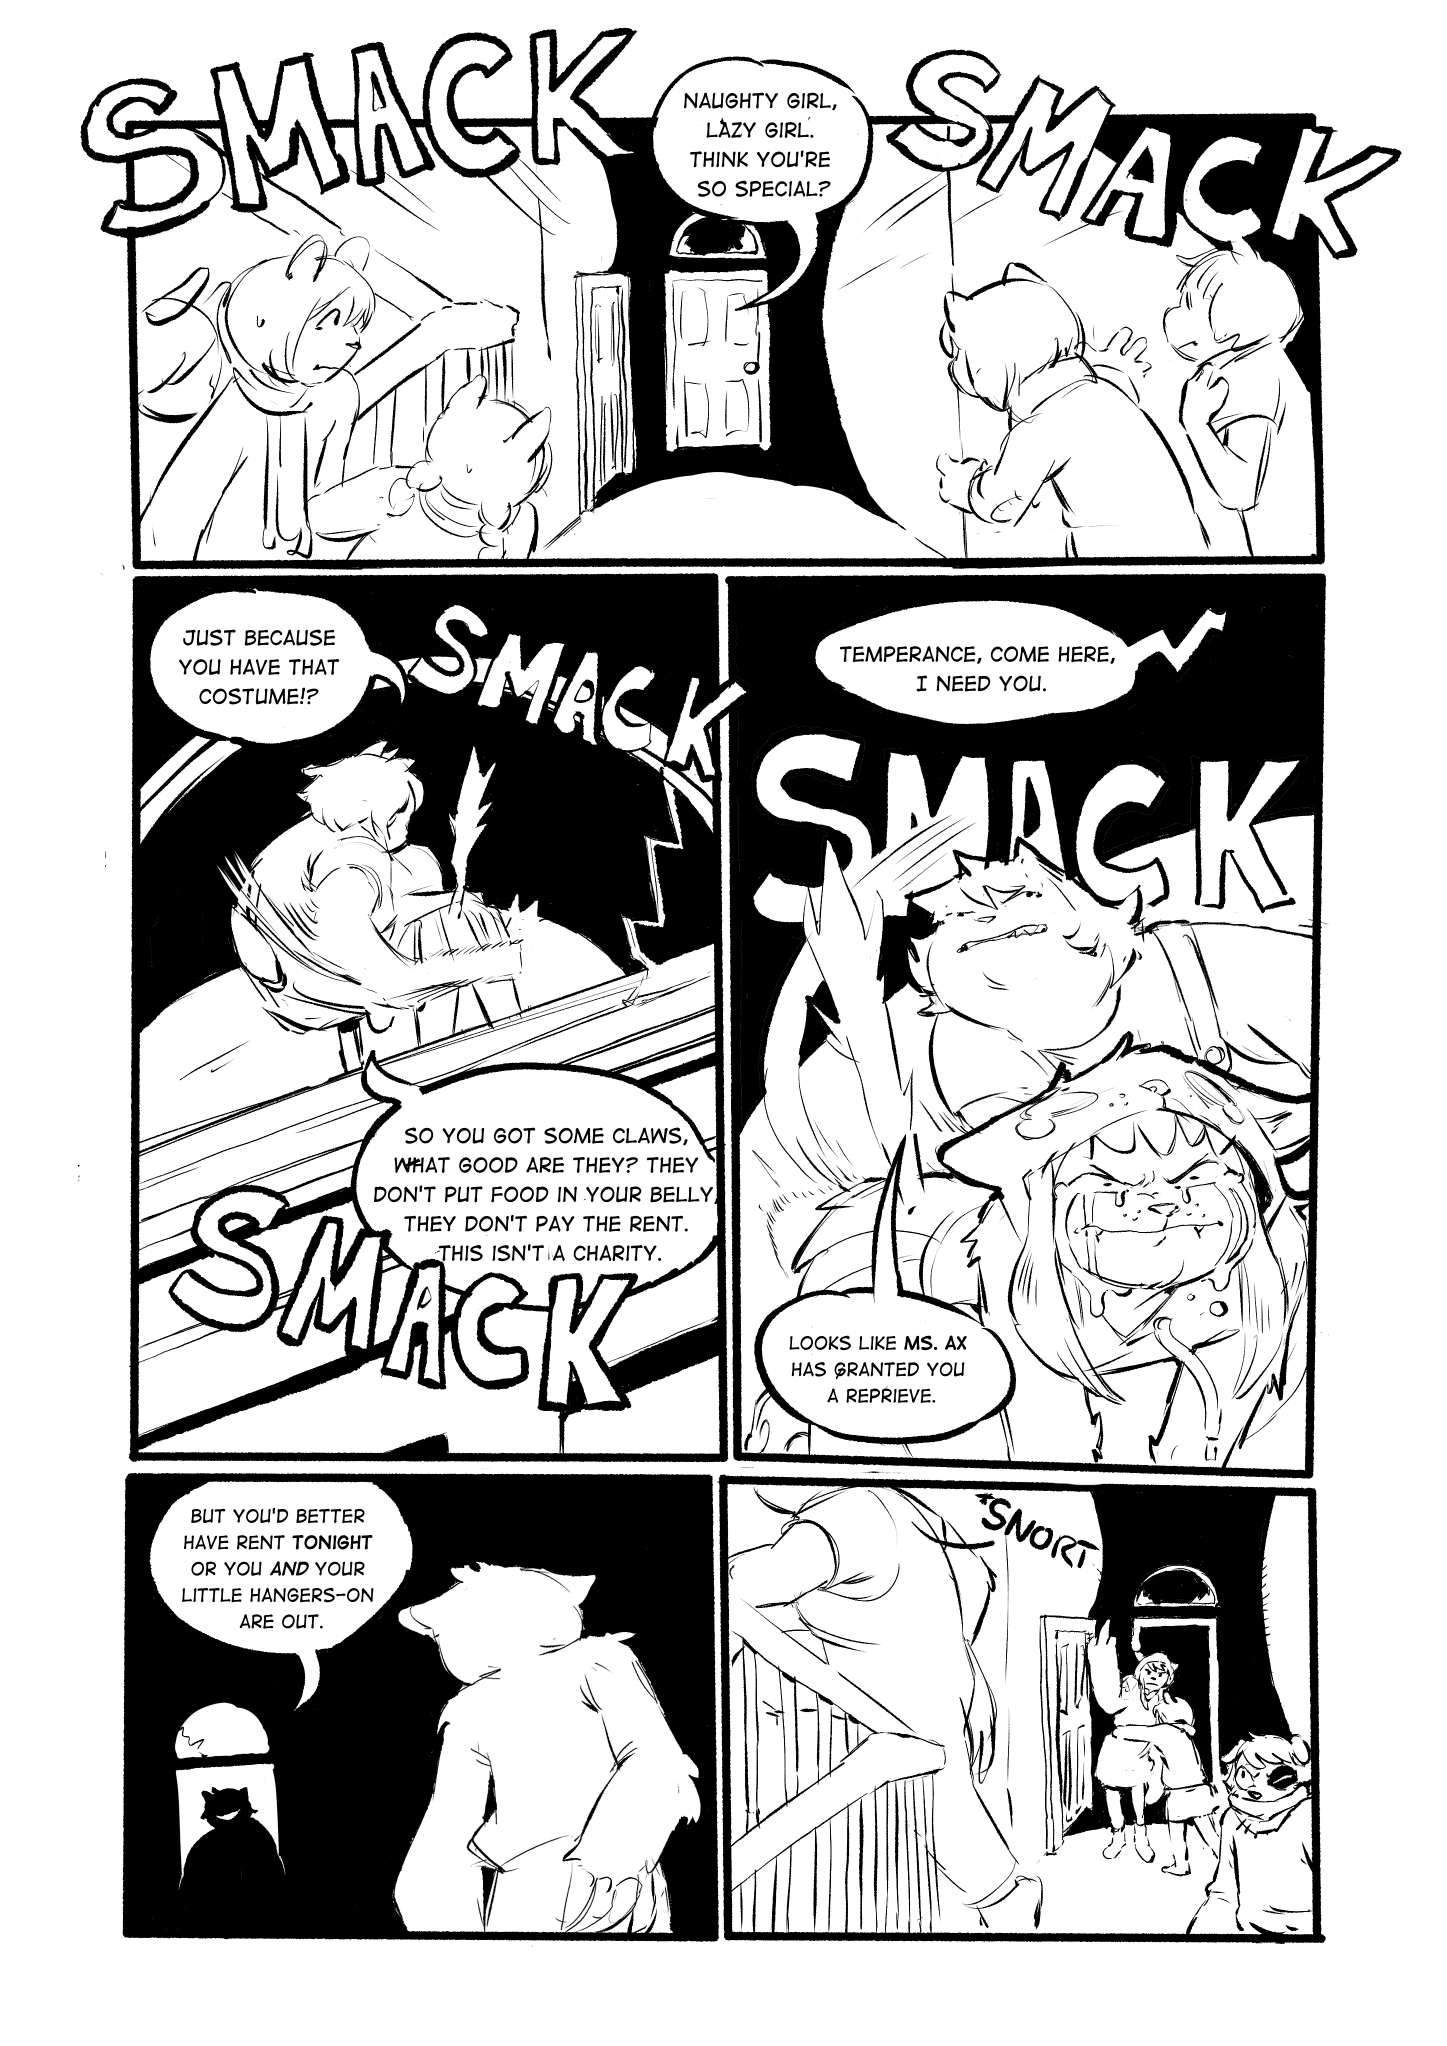 SMACK
NAUGHTY GIRL,
LAZY GIRL.
THINK YOU'RE
SO SPECIAL?
SMACK
JUST BECAUSE
YOU HAVE THAT
COSTUME!?
SMACK
SO YOU GOT SOME CLAWS,
WHAT GOOD ARE THEY? THEY
DON'T PUT FOOD IN YOUR BELLY,
THEY DON'T PAY THE RENT.
THIS ISN'T A CHARITY.
SMACK
TEMPERANCE, COME HERE,
I NEED YOU.
SMACK
LOOKS LIKE MS. AX
HAS GRANTED YOU
A REPRIEVE.
BUT YOU'D BETTER
HAVE RENT TONIGHT
OR YOU AND YOUR
LITTLE HANGERS-ON
ARE OUT.
*SNORT